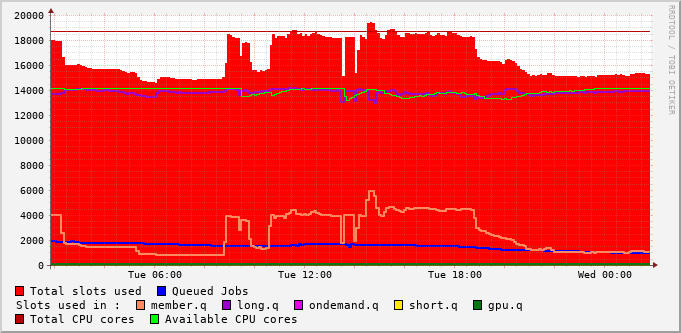 20000
18000
16000
14000
12000
10000
8000
6000
4000
2000
0
Tue 06:00 Tue 12:00 Tue 18:00 Wed 00:00
RRDTOOL / TOBI OETIKER
Total slots used Queued Jobs
Slots used in : member.q long.q ondemand.q short.q gpu.q
Total CPU cores Available CPU cores